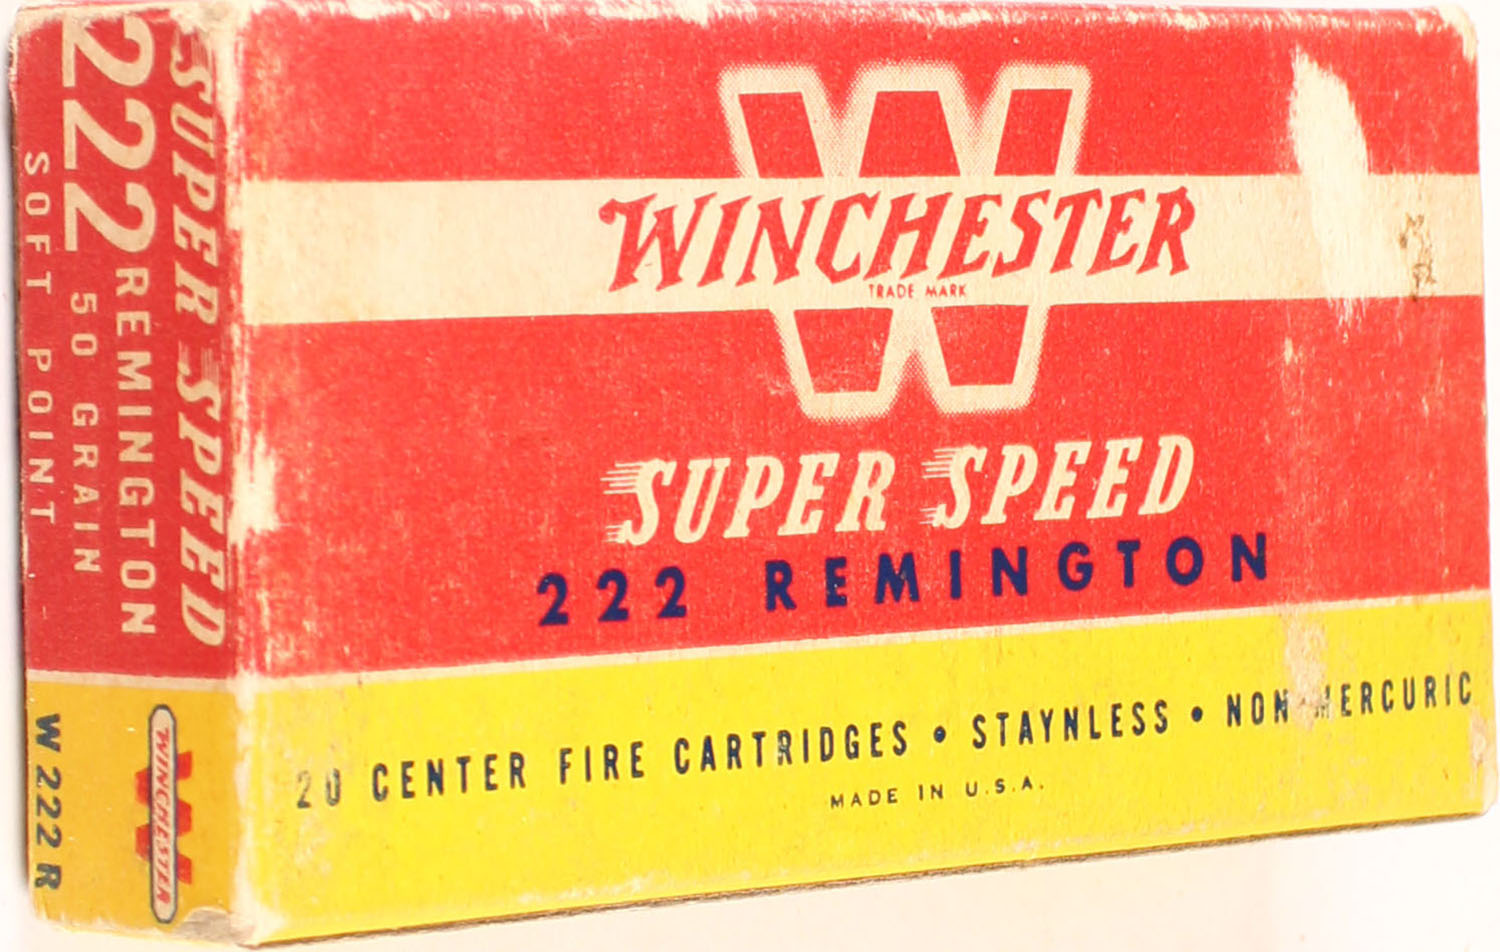 W
WINCHESTER
TRADE MARK
SUPER SPEED
222 REMINGTON
20 CENTER FIRE CARTRIDGES • STAYNLESS • NON-MERCURIC
MADE IN U.S.A.
SUPER SPEED
222 REMINGTON
50 GRAIN
SOFT POINT
W
WINCHESTER
W222R